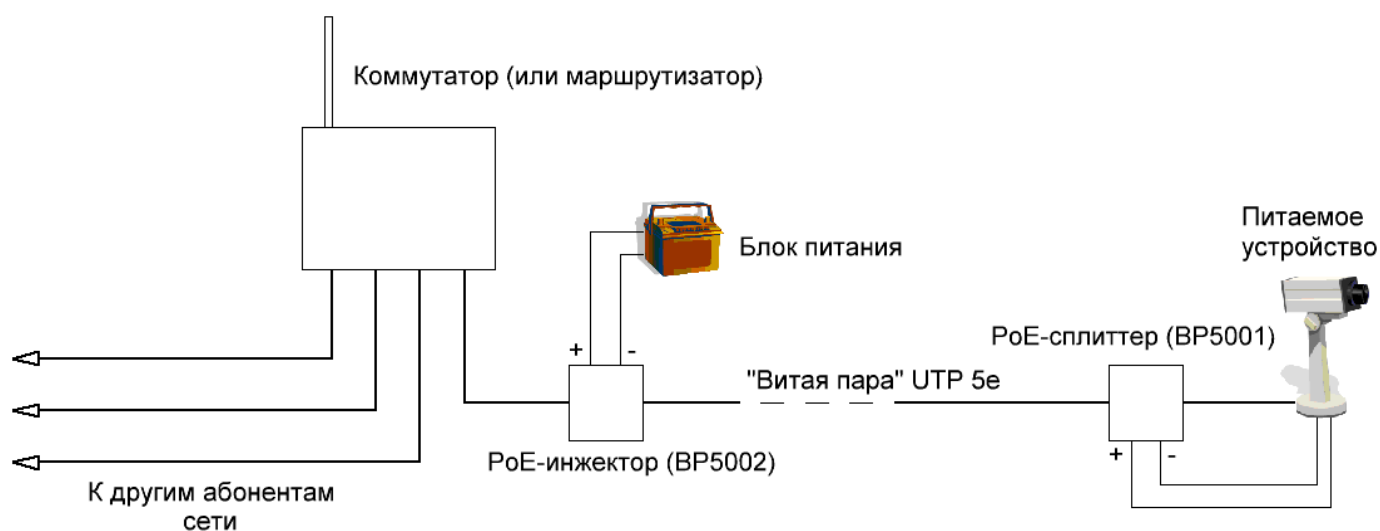 Коммутатор (или маршрутизатор)
Блок питания
Питаемое
устройство
+ -
PoE-сплиттер (BP5001)
"Витая пара" UTP 5e
PoE-инжектор (BP5002)
+ -
К другим абонентам
сети